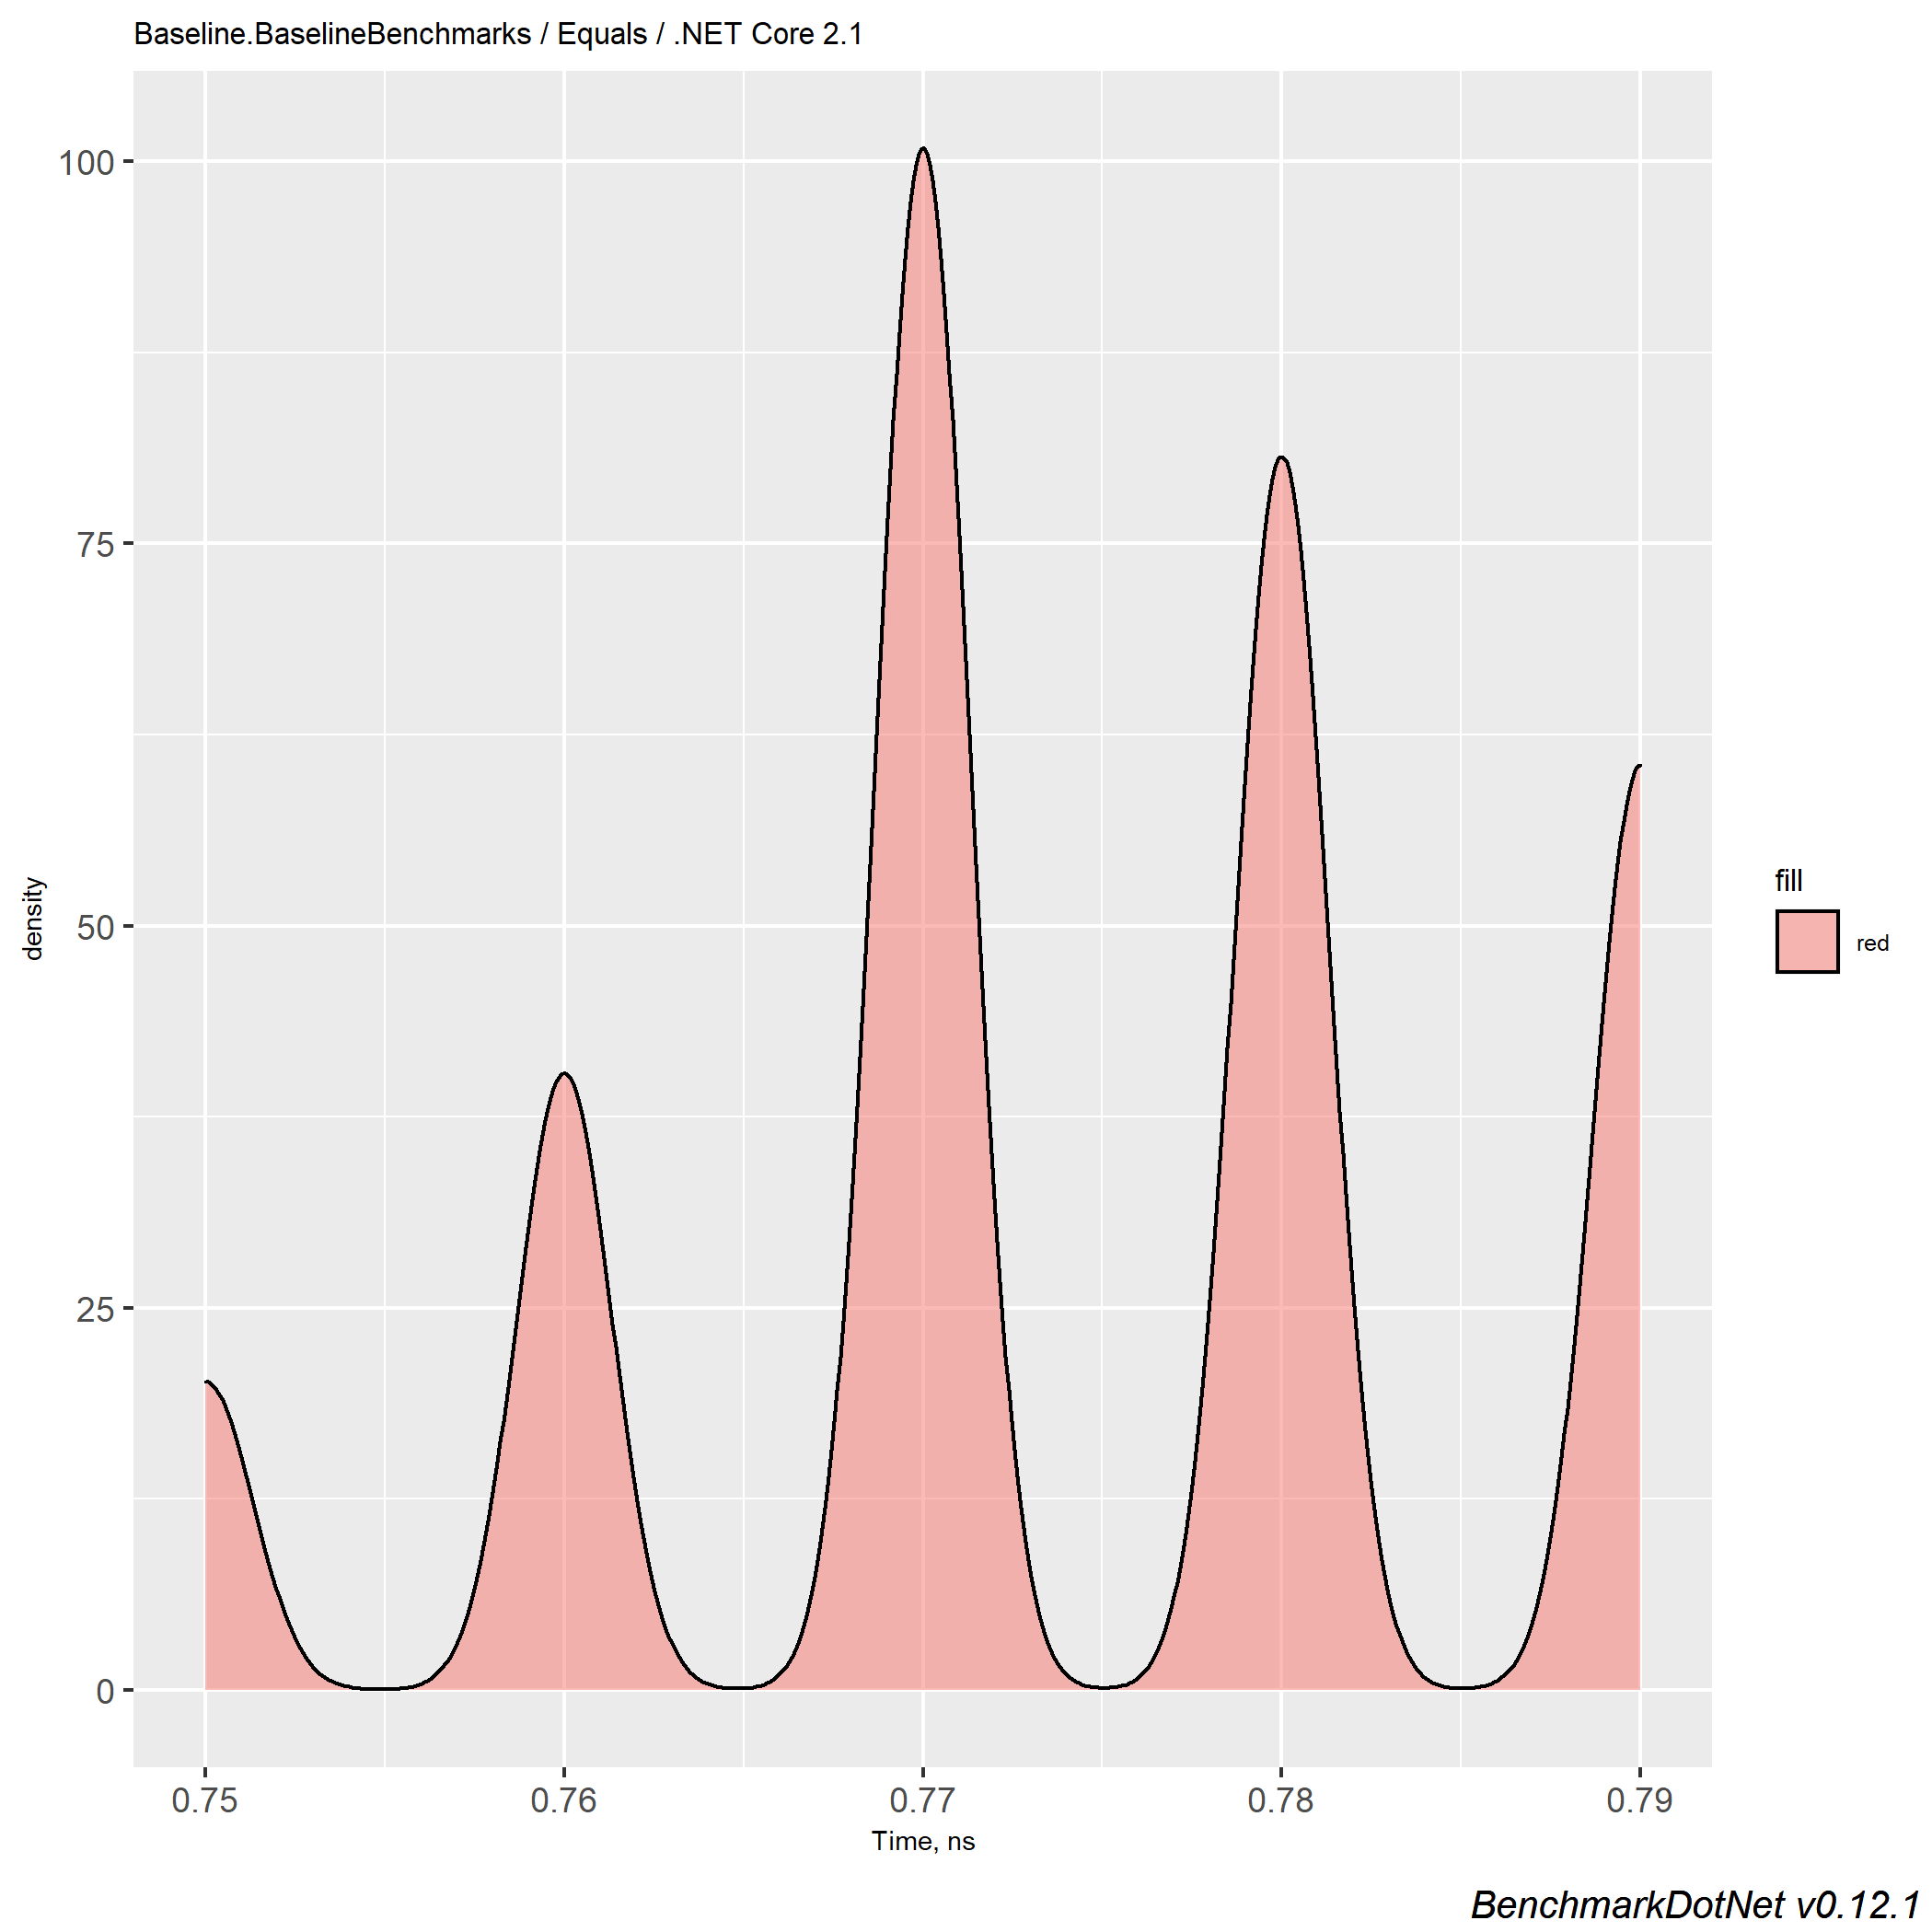 Baseline.BaselineBenchmarks / Equals / .NET Core 2.1
100
75
50
25
0
density
0.75 0.76 0.77 0.78 0.79
Time, ns
fill
red
BenchmarkDotNet v0.12.1